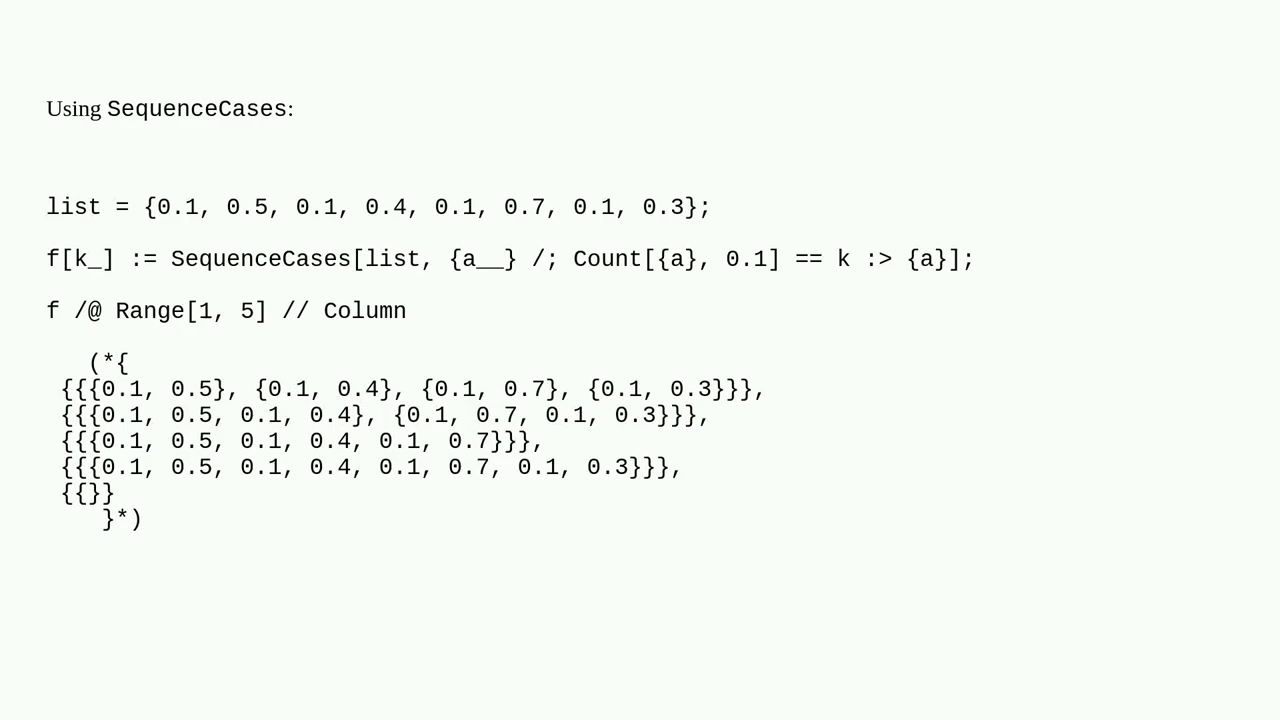 Using SequenceCases:
list = {0.1, 0.5, 0.1, 0.4, 0.1, 0.7, 0.1, 0.3};
f[k_] := SequenceCases[list, {a__} /; Count[{a}, 0.1] == k :> {a}];
f /@ Range[1, 5] // Column
(*{
{{{0.1, 0.5}, {0.1, 0.4}, {0.1, 0.7}, {0.1, 0.3}}},
{{{0.1, 0.5, 0.1, 0.4}, {0.1, 0.7, 0.1, 0.3}}},
{{{0.1, 0.5, 0.1, 0.4, 0.1, 0.7}}},
{{{0.1, 0.5, 0.1, 0.4, 0.1, 0.7, 0.1, 0.3}}},
{{}}
}*)